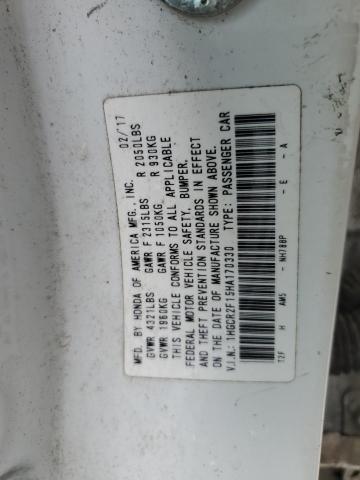 MFD. BY HONDA OF AMERICA MFG., INC. 02/17
GVWR 4321LBS GAWR F 2315LBS R 2050LBS
GVWR 1960KG GAWR F 1050KG R 930KG
THIS VEHICLE CONFORMS TO ALL APPLICABLE
FEDERAL MOTOR VEHICLE SAFETY, BUMPER,
AND THEFT PREVENTION STANDARDS IN EFFECT
ON THE DATE OF MANUFACTURE SHOWN ABOVE.
V.I.N.: 1HGCR2F15HA170330 TYPE: PASSENGER CAR
T2F H AM5 - NH788P - E - A